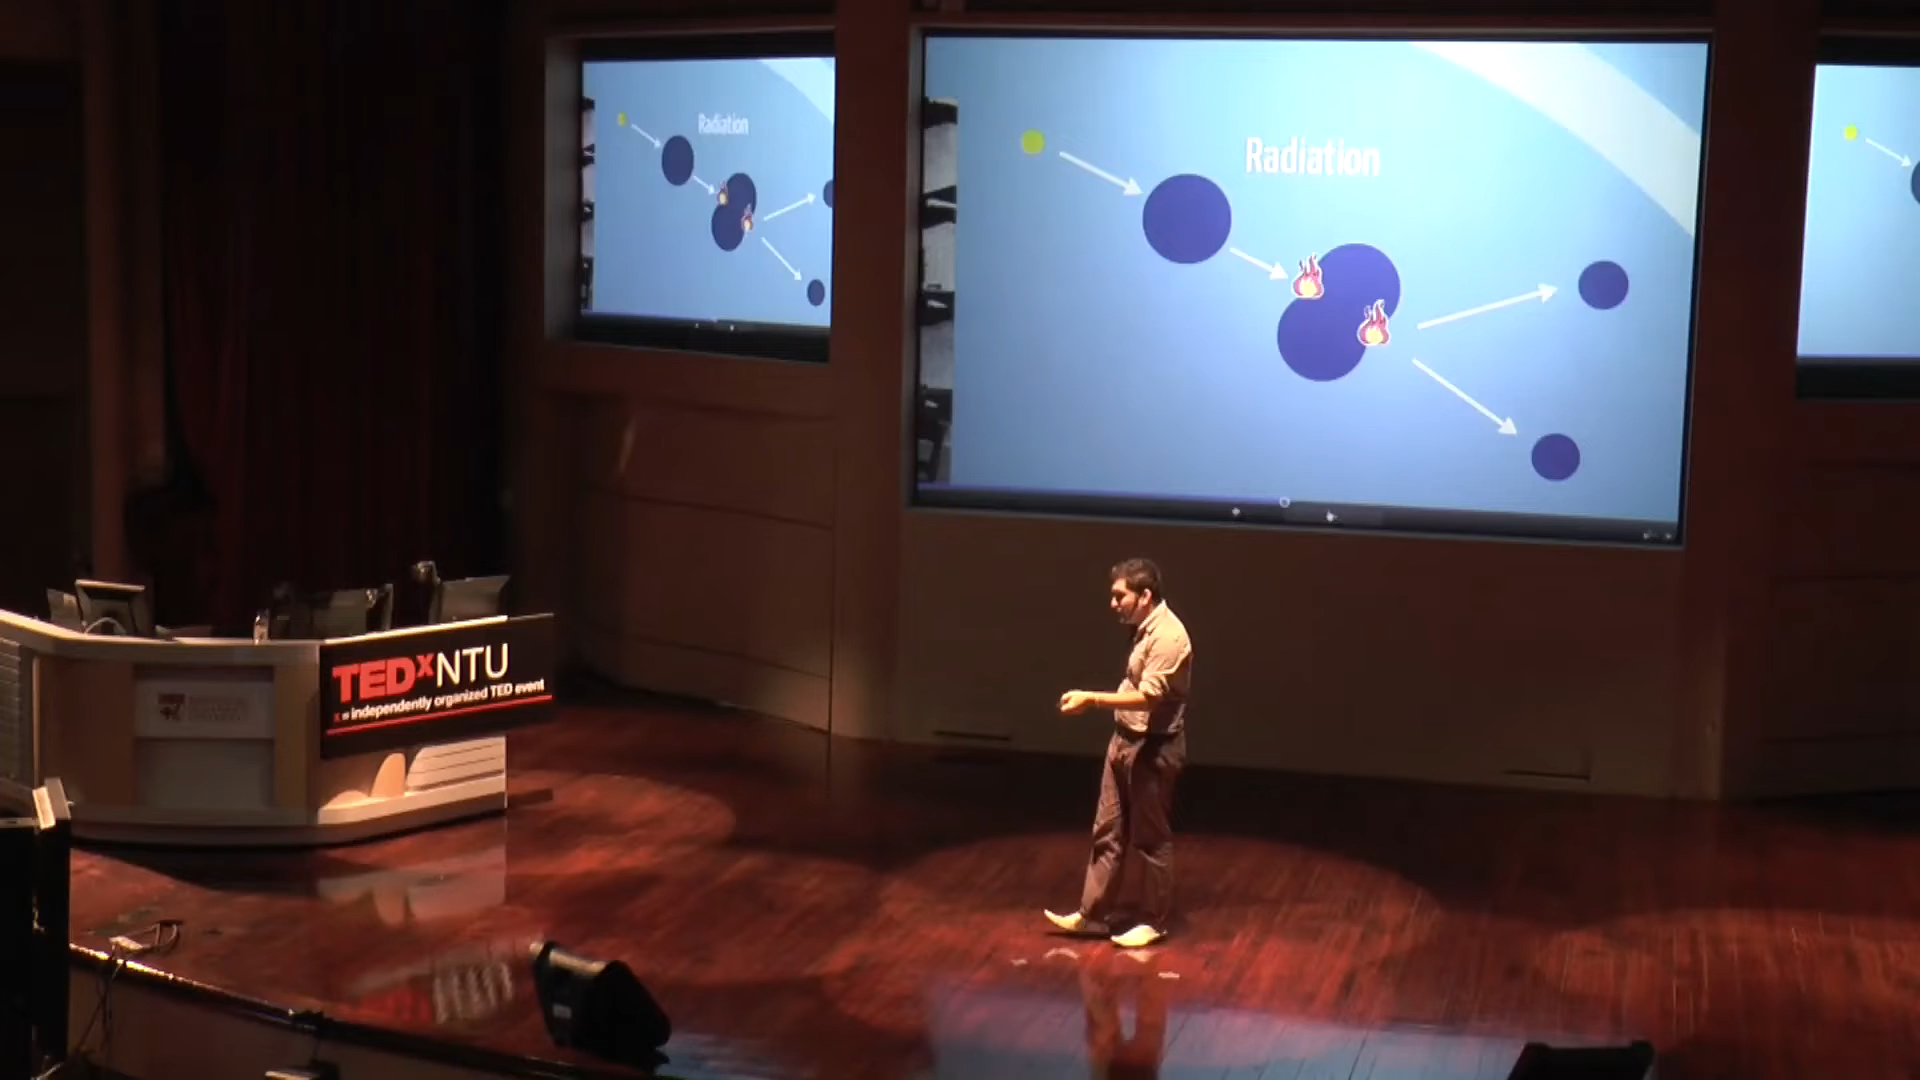 Radiation
Radiation
TEDxNTU
x = independently organized TED event